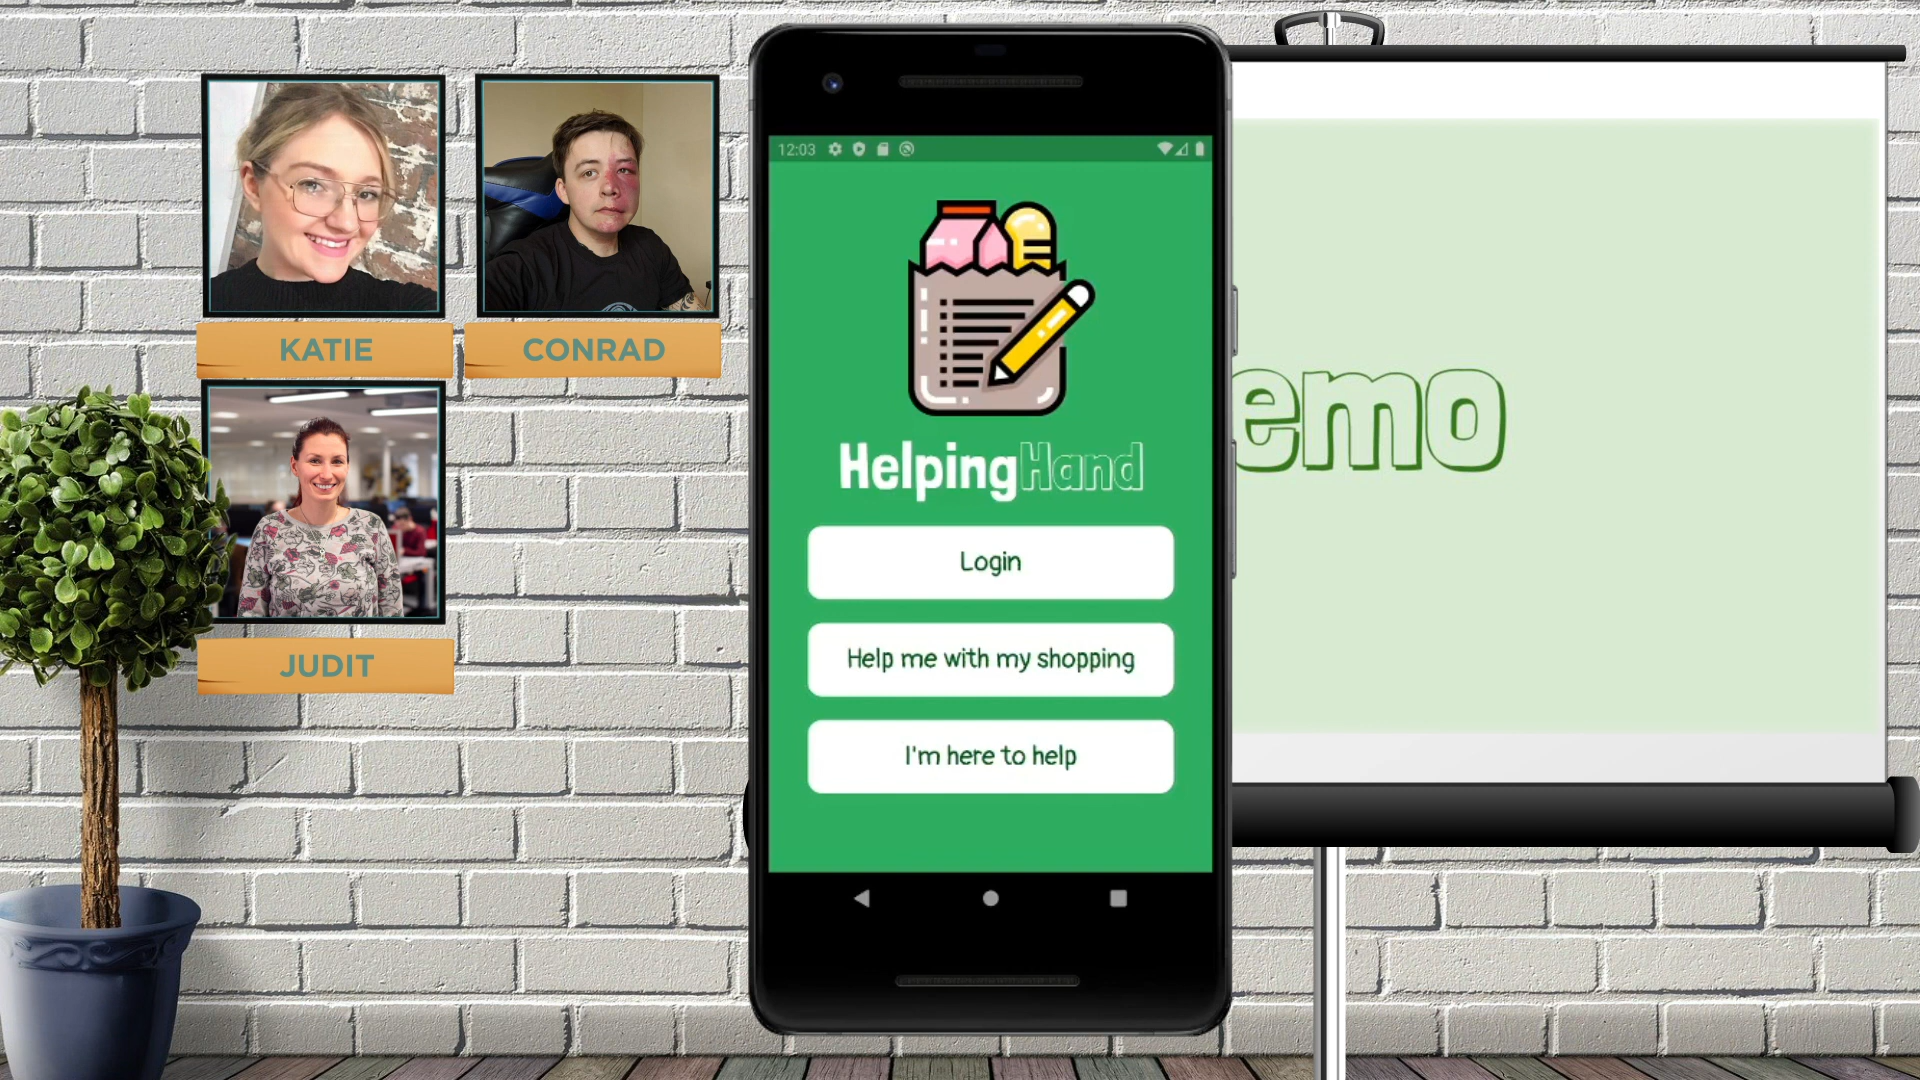 KATIE
CONRAD
JUDIT
12:03
HelpingHand
Login
Help me with my shopping
I'm here to help
emo